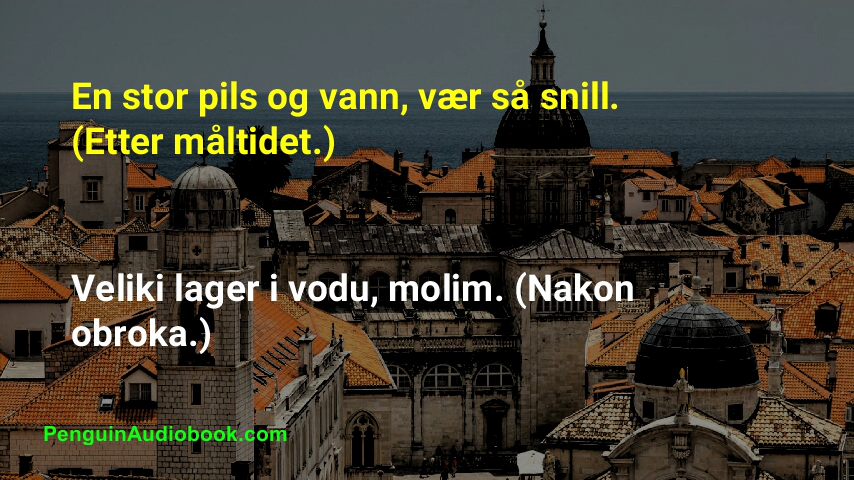 En stor pils og vann, vær så snill.
(Etter måltidet.)
Veliki lager i vodu, molim. (Nakon
obroka.)
PenguinAudiobook.com